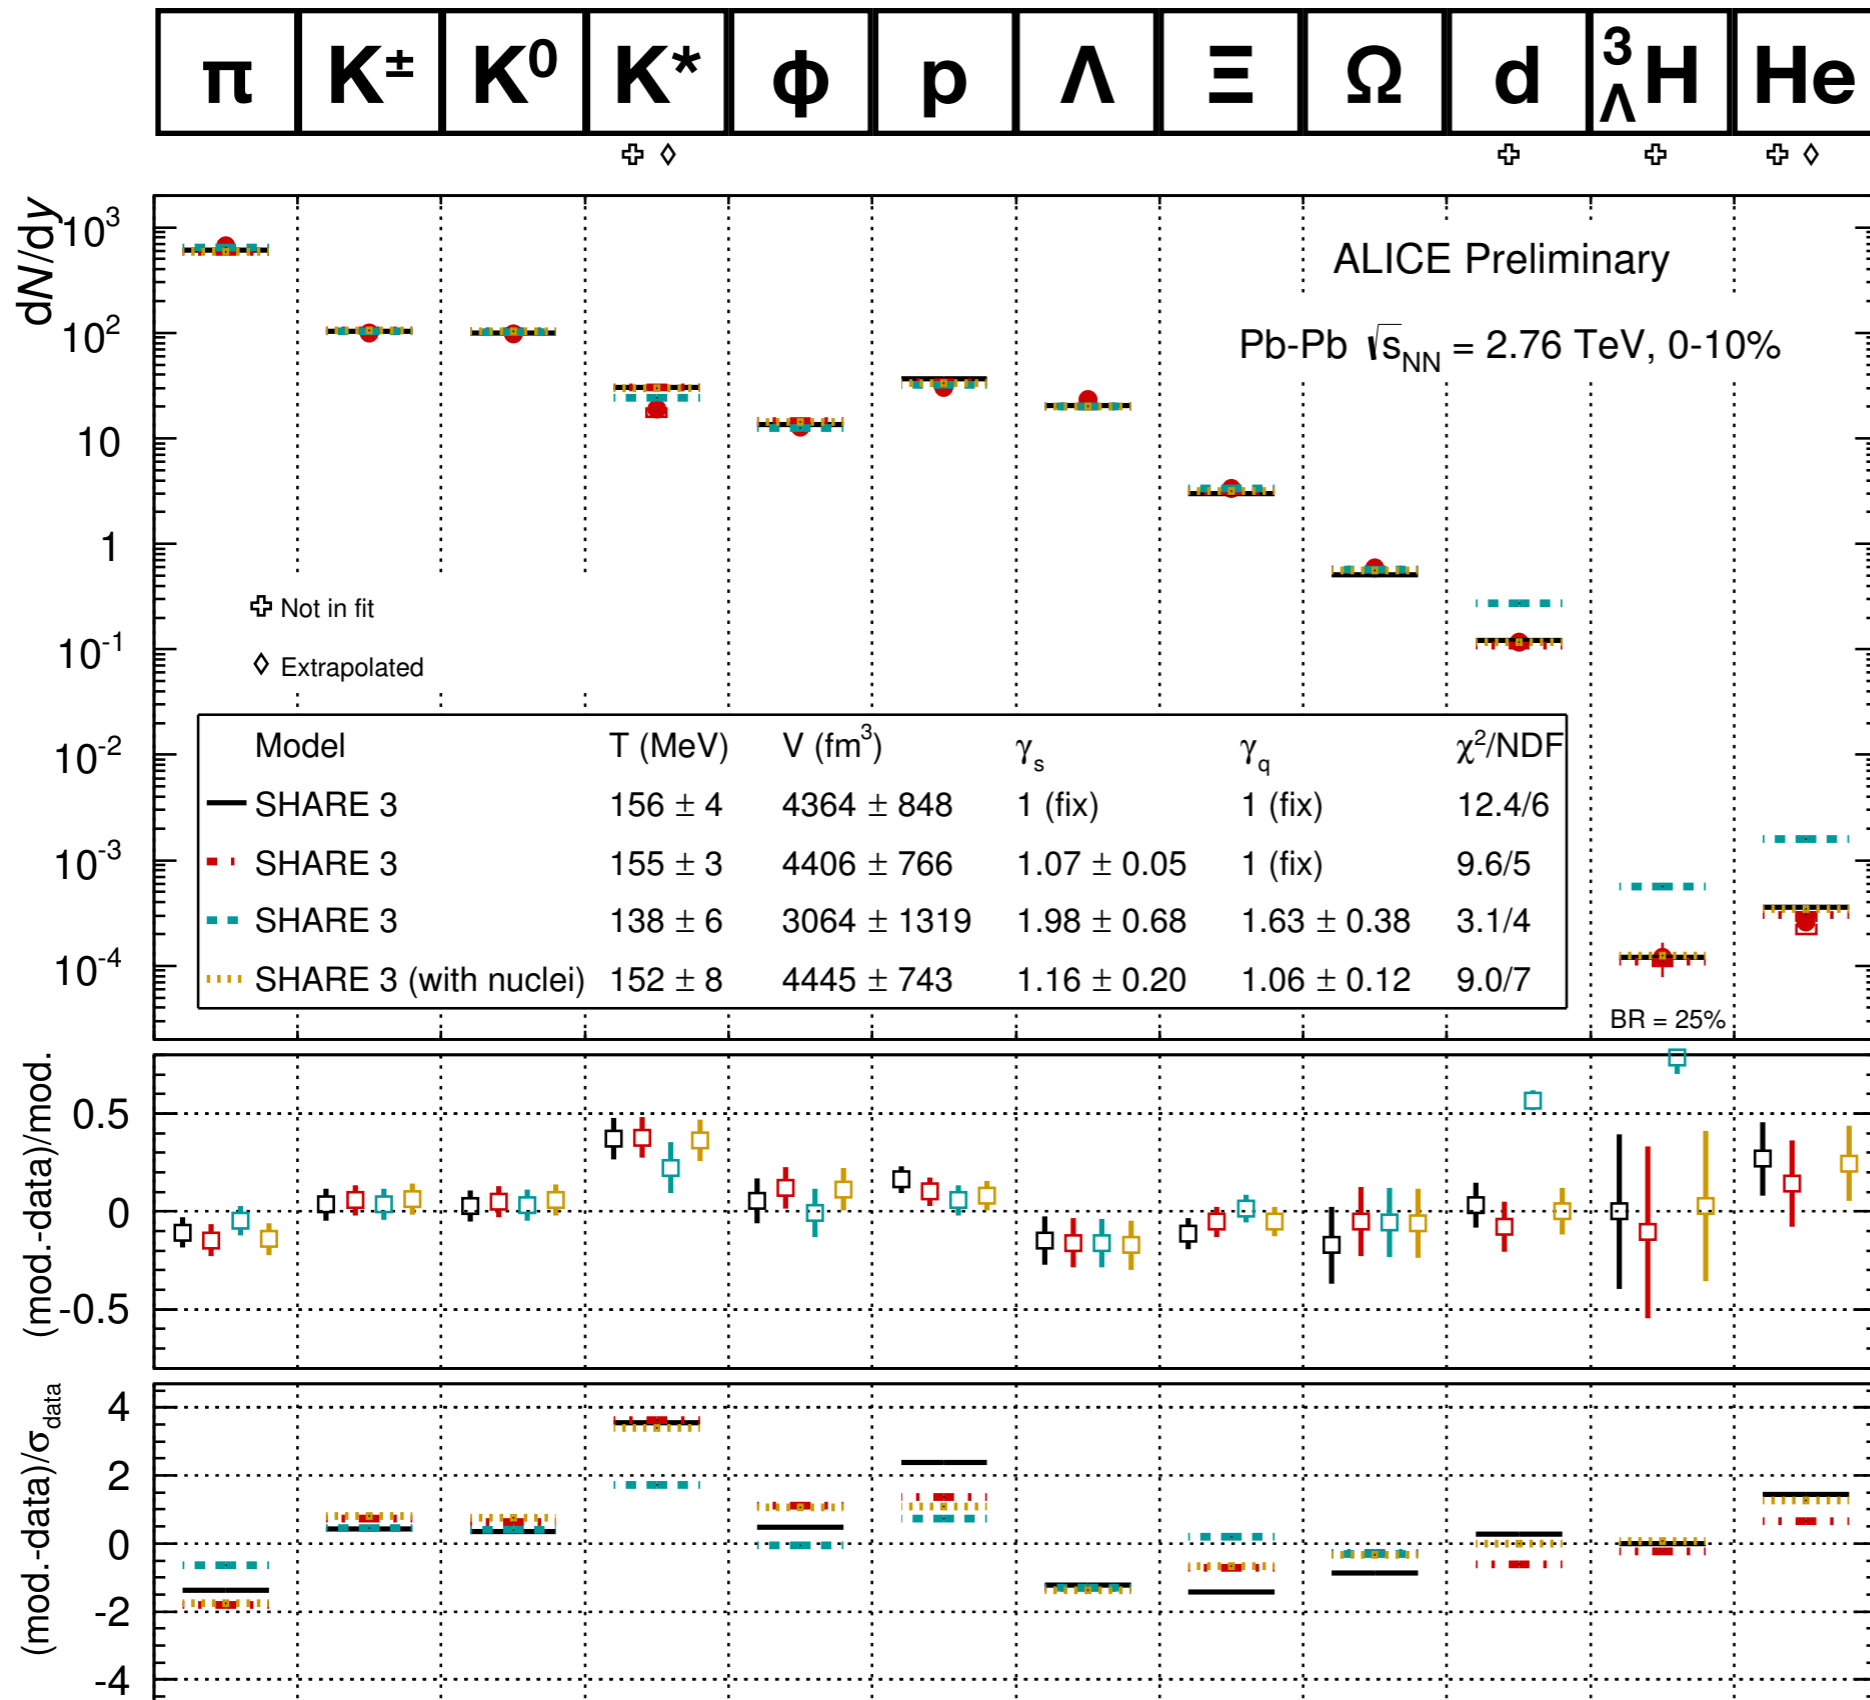 π K± K⁰ K* ϕ p Λ Ξ Ω d ³ΛH He
dN/dy
10³
10²
10
1
10⁻¹
10⁻²
10⁻³
10⁻⁴
ALICE Preliminary
Pb-Pb √sNN = 2.76 TeV, 0-10%
Not in fit
Extrapolated
Model T (MeV) V (fm³) γs γq χ²/NDF
SHARE 3 156 ± 4 4364 ± 848 1 (fix) 1 (fix) 12.4/6
SHARE 3 155 ± 3 4406 ± 766 1.07 ± 0.05 1 (fix) 9.6/5
SHARE 3 138 ± 6 3064 ± 1319 1.98 ± 0.68 1.63 ± 0.38 3.1/4
SHARE 3 (with nuclei) 152 ± 8 4445 ± 743 1.16 ± 0.20 1.06 ± 0.12 9.0/7
BR = 25%
(mod.-data)/mod.
0.5
0
-0.5
(mod.-data)/σdata
4
2
0
-2
-4